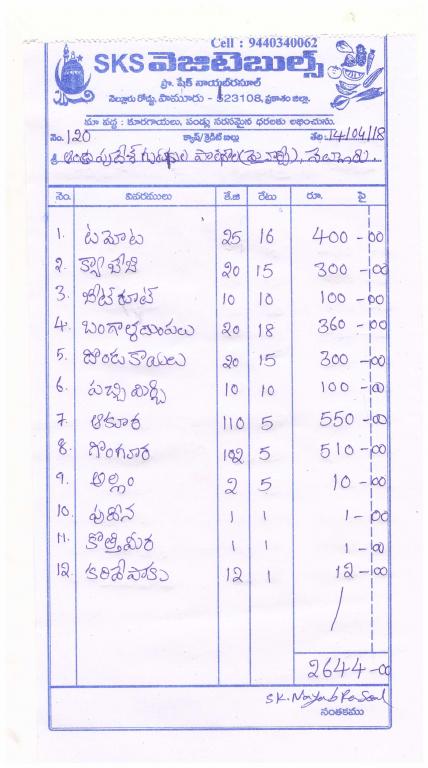 Cell : 9440340062
SKS వెజిటెబుల్స్
ప్రొ. షేక్ నాయబ్‌రసూల్
నెల్లూరు రోడ్డు, పామూరు - 523108, ప్రకాశం జిల్లా.
మా వద్ద : కూరగాయలు, పండ్లు సరసమైన ధరలకు లభించును.
నెం. 120 క్యాష్/క్రెడిట్ బిల్లు తేది: 14/04/18
శ్రీ ఆంధ్రప్రదేశ్ గురుకుల పాఠశాల
నెం. వివరములు కే.జి రేటు రూ. పై
1. టమోట 25 16 400-00
2. క్యాబేజి 20 15 300-00
3. బీట్‌రూట్ 10 10 100-00
4. బంగాళదుంపలు 20 18 360-00
5. దొండకాయలు 20 15 300-00
6. పచ్చిమిర్చి 10 10 100-00
7. ఆకుకూర 110 5 550-00
8. గోంగూర 102 5 510-00
9. అల్లం 2 5 10-00
10. పుదీన 1 1 1-00
11. కొత్తిమీర 1 1 1-00
12. కరివేపాకు 12 1 12-00
2644-00
SK. Nayab Rasool
సంతకము